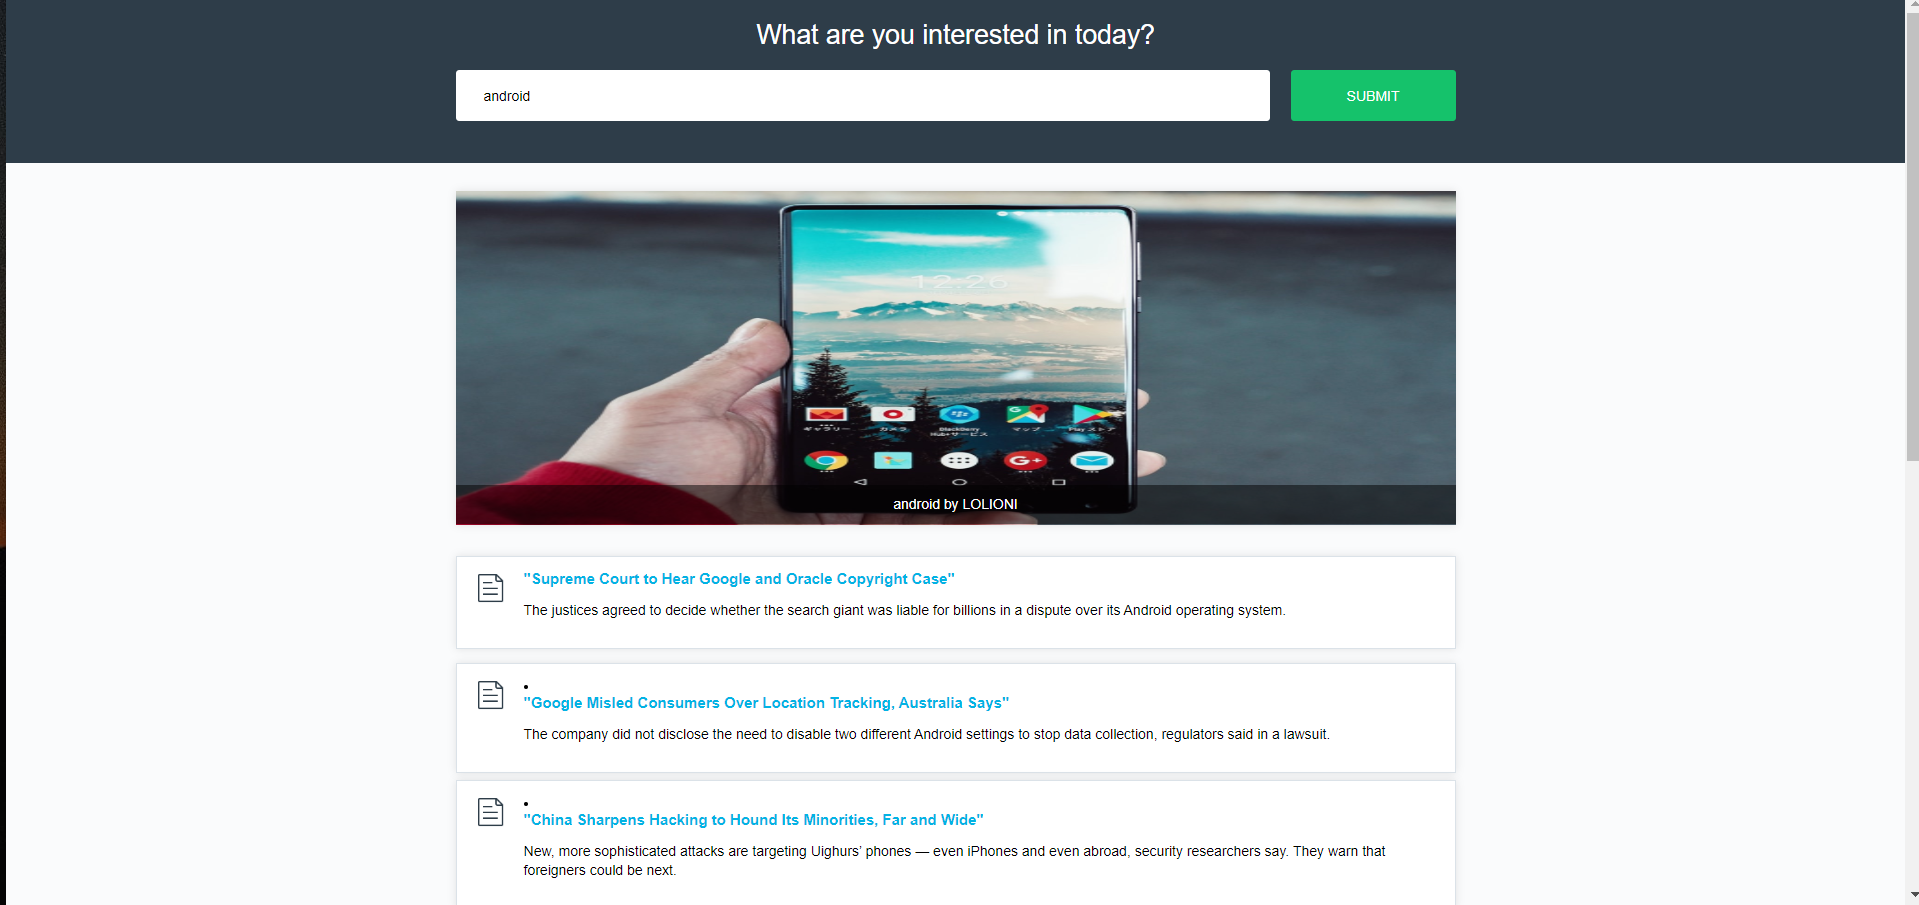 What are you interested in today?
android
SUBMIT
12:26
ギャラリー
カメラ
BlackBerry
Hub+サービス
マップ
Play ストア
G+
android by LOLIONI
"Supreme Court to Hear Google and Oracle Copyright Case"
The justices agreed to decide whether the search giant was liable for billions in a dispute over its Android operating system.
"Google Misled Consumers Over Location Tracking, Australia Says"
The company did not disclose the need to disable two different Android settings to stop data collection, regulators said in a lawsuit.
"China Sharpens Hacking to Hound Its Minorities, Far and Wide"
New, more sophisticated attacks are targeting Uighurs’ phones — even iPhones and even abroad, security researchers say. They warn that
foreigners could be next.